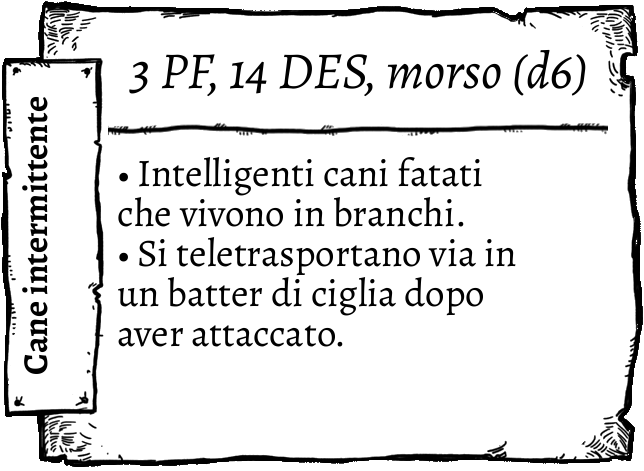 Cane intermittente
3 PF, 14 DES, morso (d6)
• Intelligenti cani fatati
che vivono in branchi.
• Si teletrasportano via in
un batter di ciglia dopo
aver attaccato.